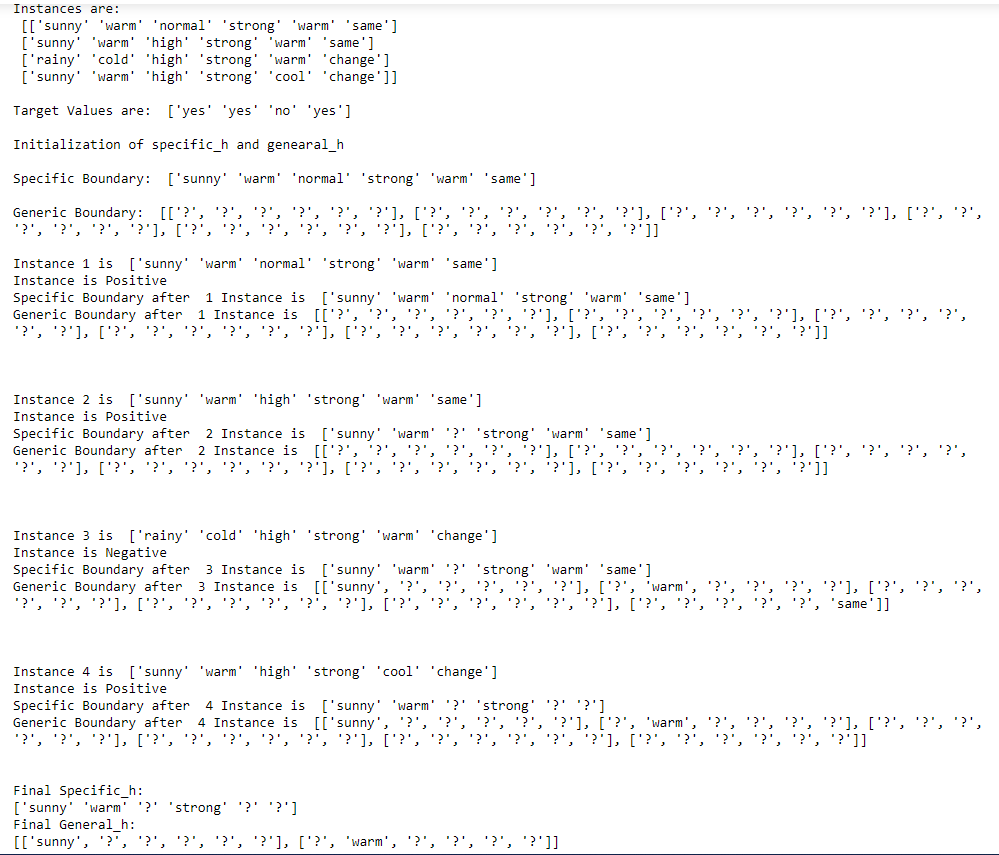 Instances are:
[['sunny' 'warm' 'normal' 'strong' 'warm' 'same']
['sunny' 'warm' 'high' 'strong' 'warm' 'same']
['rainy' 'cold' 'high' 'strong' 'warm' 'change']
['sunny' 'warm' 'high' 'strong' 'cool' 'change']]
Target Values are:  ['yes' 'yes' 'no' 'yes']
Initialization of specific_h and genearal_h
Specific Boundary:  ['sunny' 'warm' 'normal' 'strong' 'warm' 'same']
Generic Boundary:  [['?', '?', '?', '?', '?', '?'], ['?', '?', '?', '?', '?', '?'], ['?', '?', '?', '?', '?', '?'], ['?', '?',
'?', '?', '?', '?'], ['?', '?', '?', '?', '?', '?'], ['?', '?', '?', '?', '?', '?']]
Instance 1 is  ['sunny' 'warm' 'normal' 'strong' 'warm' 'same']
Instance is Positive
Specific Boundary after  1 Instance is  ['sunny' 'warm' 'normal' 'strong' 'warm' 'same']
Generic Boundary after  1 Instance is  [['?', '?', '?', '?', '?', '?'], ['?', '?', '?', '?', '?', '?'], ['?', '?', '?', '?',
'?', '?'], ['?', '?', '?', '?', '?', '?'], ['?', '?', '?', '?', '?', '?'], ['?', '?', '?', '?', '?', '?']]
Instance 2 is  ['sunny' 'warm' 'high' 'strong' 'warm' 'same']
Instance is Positive
Specific Boundary after  2 Instance is  ['sunny' 'warm' '?' 'strong' 'warm' 'same']
Generic Boundary after  2 Instance is  [['?', '?', '?', '?', '?', '?'], ['?', '?', '?', '?', '?', '?'], ['?', '?', '?', '?',
'?', '?'], ['?', '?', '?', '?', '?', '?'], ['?', '?', '?', '?', '?', '?'], ['?', '?', '?', '?', '?', '?']]
Instance 3 is  ['rainy' 'cold' 'high' 'strong' 'warm' 'change']
Instance is Negative
Specific Boundary after  3 Instance is  ['sunny' 'warm' '?' 'strong' 'warm' 'same']
Generic Boundary after  3 Instance is  [['sunny', '?', '?', '?', '?', '?'], ['?', 'warm', '?', '?', '?', '?'], ['?', '?', '?',
'?', '?', '?'], ['?', '?', '?', '?', '?', '?'], ['?', '?', '?', '?', '?', '?'], ['?', '?', '?', '?', '?', 'same']]
Instance 4 is  ['sunny' 'warm' 'high' 'strong' 'cool' 'change']
Instance is Positive
Specific Boundary after  4 Instance is  ['sunny' 'warm' '?' 'strong' '?' '?']
Generic Boundary after  4 Instance is  [['sunny', '?', '?', '?', '?', '?'], ['?', 'warm', '?', '?', '?', '?'], ['?', '?', '?',
'?', '?', '?'], ['?', '?', '?', '?', '?', '?'], ['?', '?', '?', '?', '?', '?'], ['?', '?', '?', '?', '?', '?']]
Final Specific_h:
['sunny' 'warm' '?' 'strong' '?' '?']
Final General_h:
[['sunny', '?', '?', '?', '?', '?'], ['?', 'warm', '?', '?', '?', '?']]